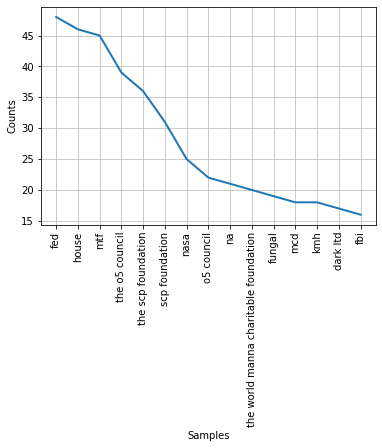 45
40
35
30
25
20
15
Counts
fed
house
mtf
the o5 council
the scp foundation
scp foundation
nasa
o5 council
na
the world manna charitable foundation
fungal
mcd
kmh
dark ltd
fbi
Samples